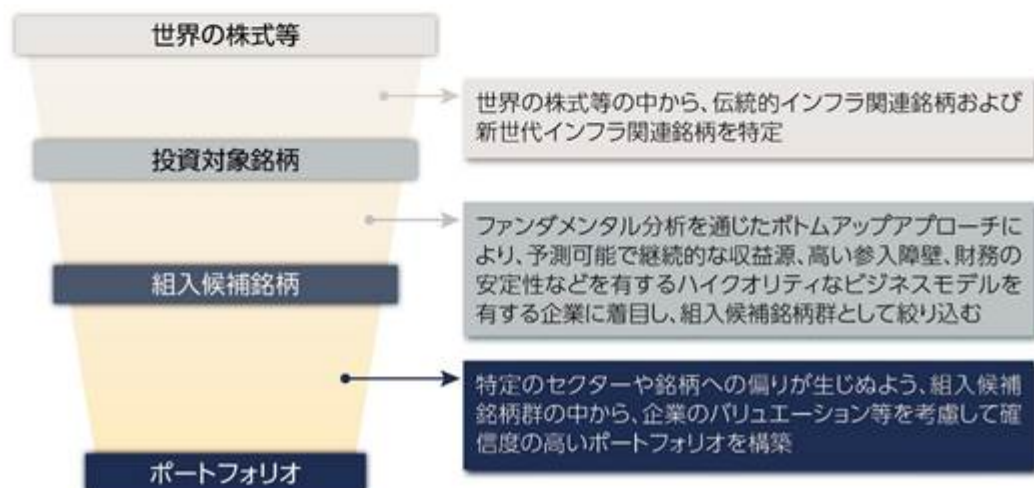 世界の株式等
世界の株式等の中から、伝統的インフラ関連銘柄および
新世代インフラ関連銘柄を特定
投資対象銘柄
ファンダメンタル分析を通じたボトムアップアプローチに
より、予測可能で継続的な収益源、高い参入障壁、財務の
安定性などを有するハイクオリティなビジネスモデルを
有する企業に着目し、組入候補銘柄群として絞り込む
組入候補銘柄
特定のセクターや銘柄への偏りが生じぬよう、組入候補
銘柄群の中から、企業のバリュエーション等を考慮して確
信度の高いポートフォリオを構築
ポートフォリオ